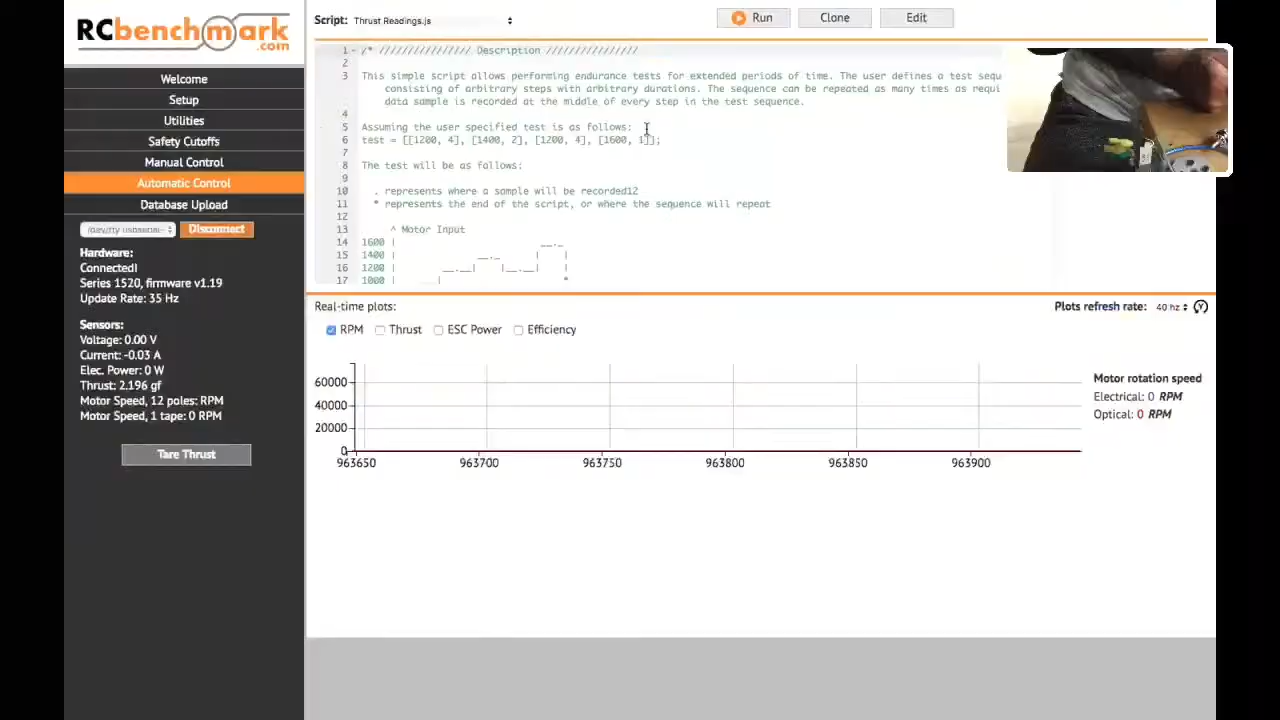 RCbenchmark
.com
Welcome
Setup
Utilities
Safety Cutoffs
Manual Control
Automatic Control
Database Upload
Disconnect
Hardware:
Connected!
Series 1520, firmware v1.19
Update Rate: 35 Hz
Sensors:
Voltage: 0.00 V
Current: -0.03 A
Elec. Power: 0 W
Thrust: 2.196 gf
Motor Speed, 12 poles: RPM
Motor Speed, 1 tape: 0 RPM
Tare Thrust
Script: Thrust Readings.js
Run Clone Edit
1 /* //////////////// Description ////////////////
2
3 This simple script allows performing endurance tests for extended periods of time. The user defines a test sequ
consisting of arbitrary steps with arbitrary durations. The sequence can be repeated as many times as requi
data sample is recorded at the middle of every step in the test sequence.
4
5 Assuming the user specified test is as follows:
6 test = [[1200, 4], [1400, 2], [1200, 4], [1600, 1]];
7
8 The test will be as follows:
9
10 . represents where a sample will be recorded12
11 * represents the end of the script, or where the sequence will repeat
12
13 ^ Motor Input
14 1600 | __._
15 1400 | __._ | |
16 1200 | __.__| |__.__| |
17 1000 | ___| *
Real-time plots:
Plots refresh rate: 40 hz
RPM Thrust ESC Power Efficiency
60000
40000
20000
0
963650 963700 963750 963800 963850 963900
Motor rotation speed
Electrical: 0 RPM
Optical: 0 RPM